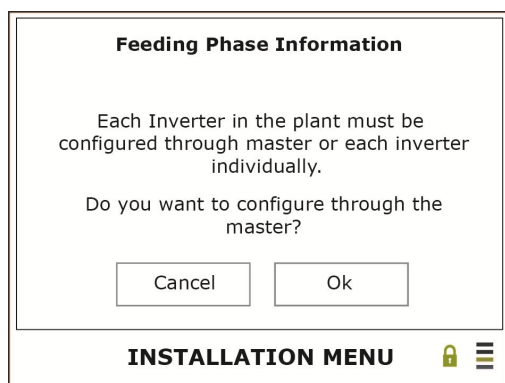 Feeding Phase Information
Each Inverter in the plant must be
configured through master or each inverter
individually.
Do you want to configure through the
master?
Cancel
Ok
INSTALLATION MENU